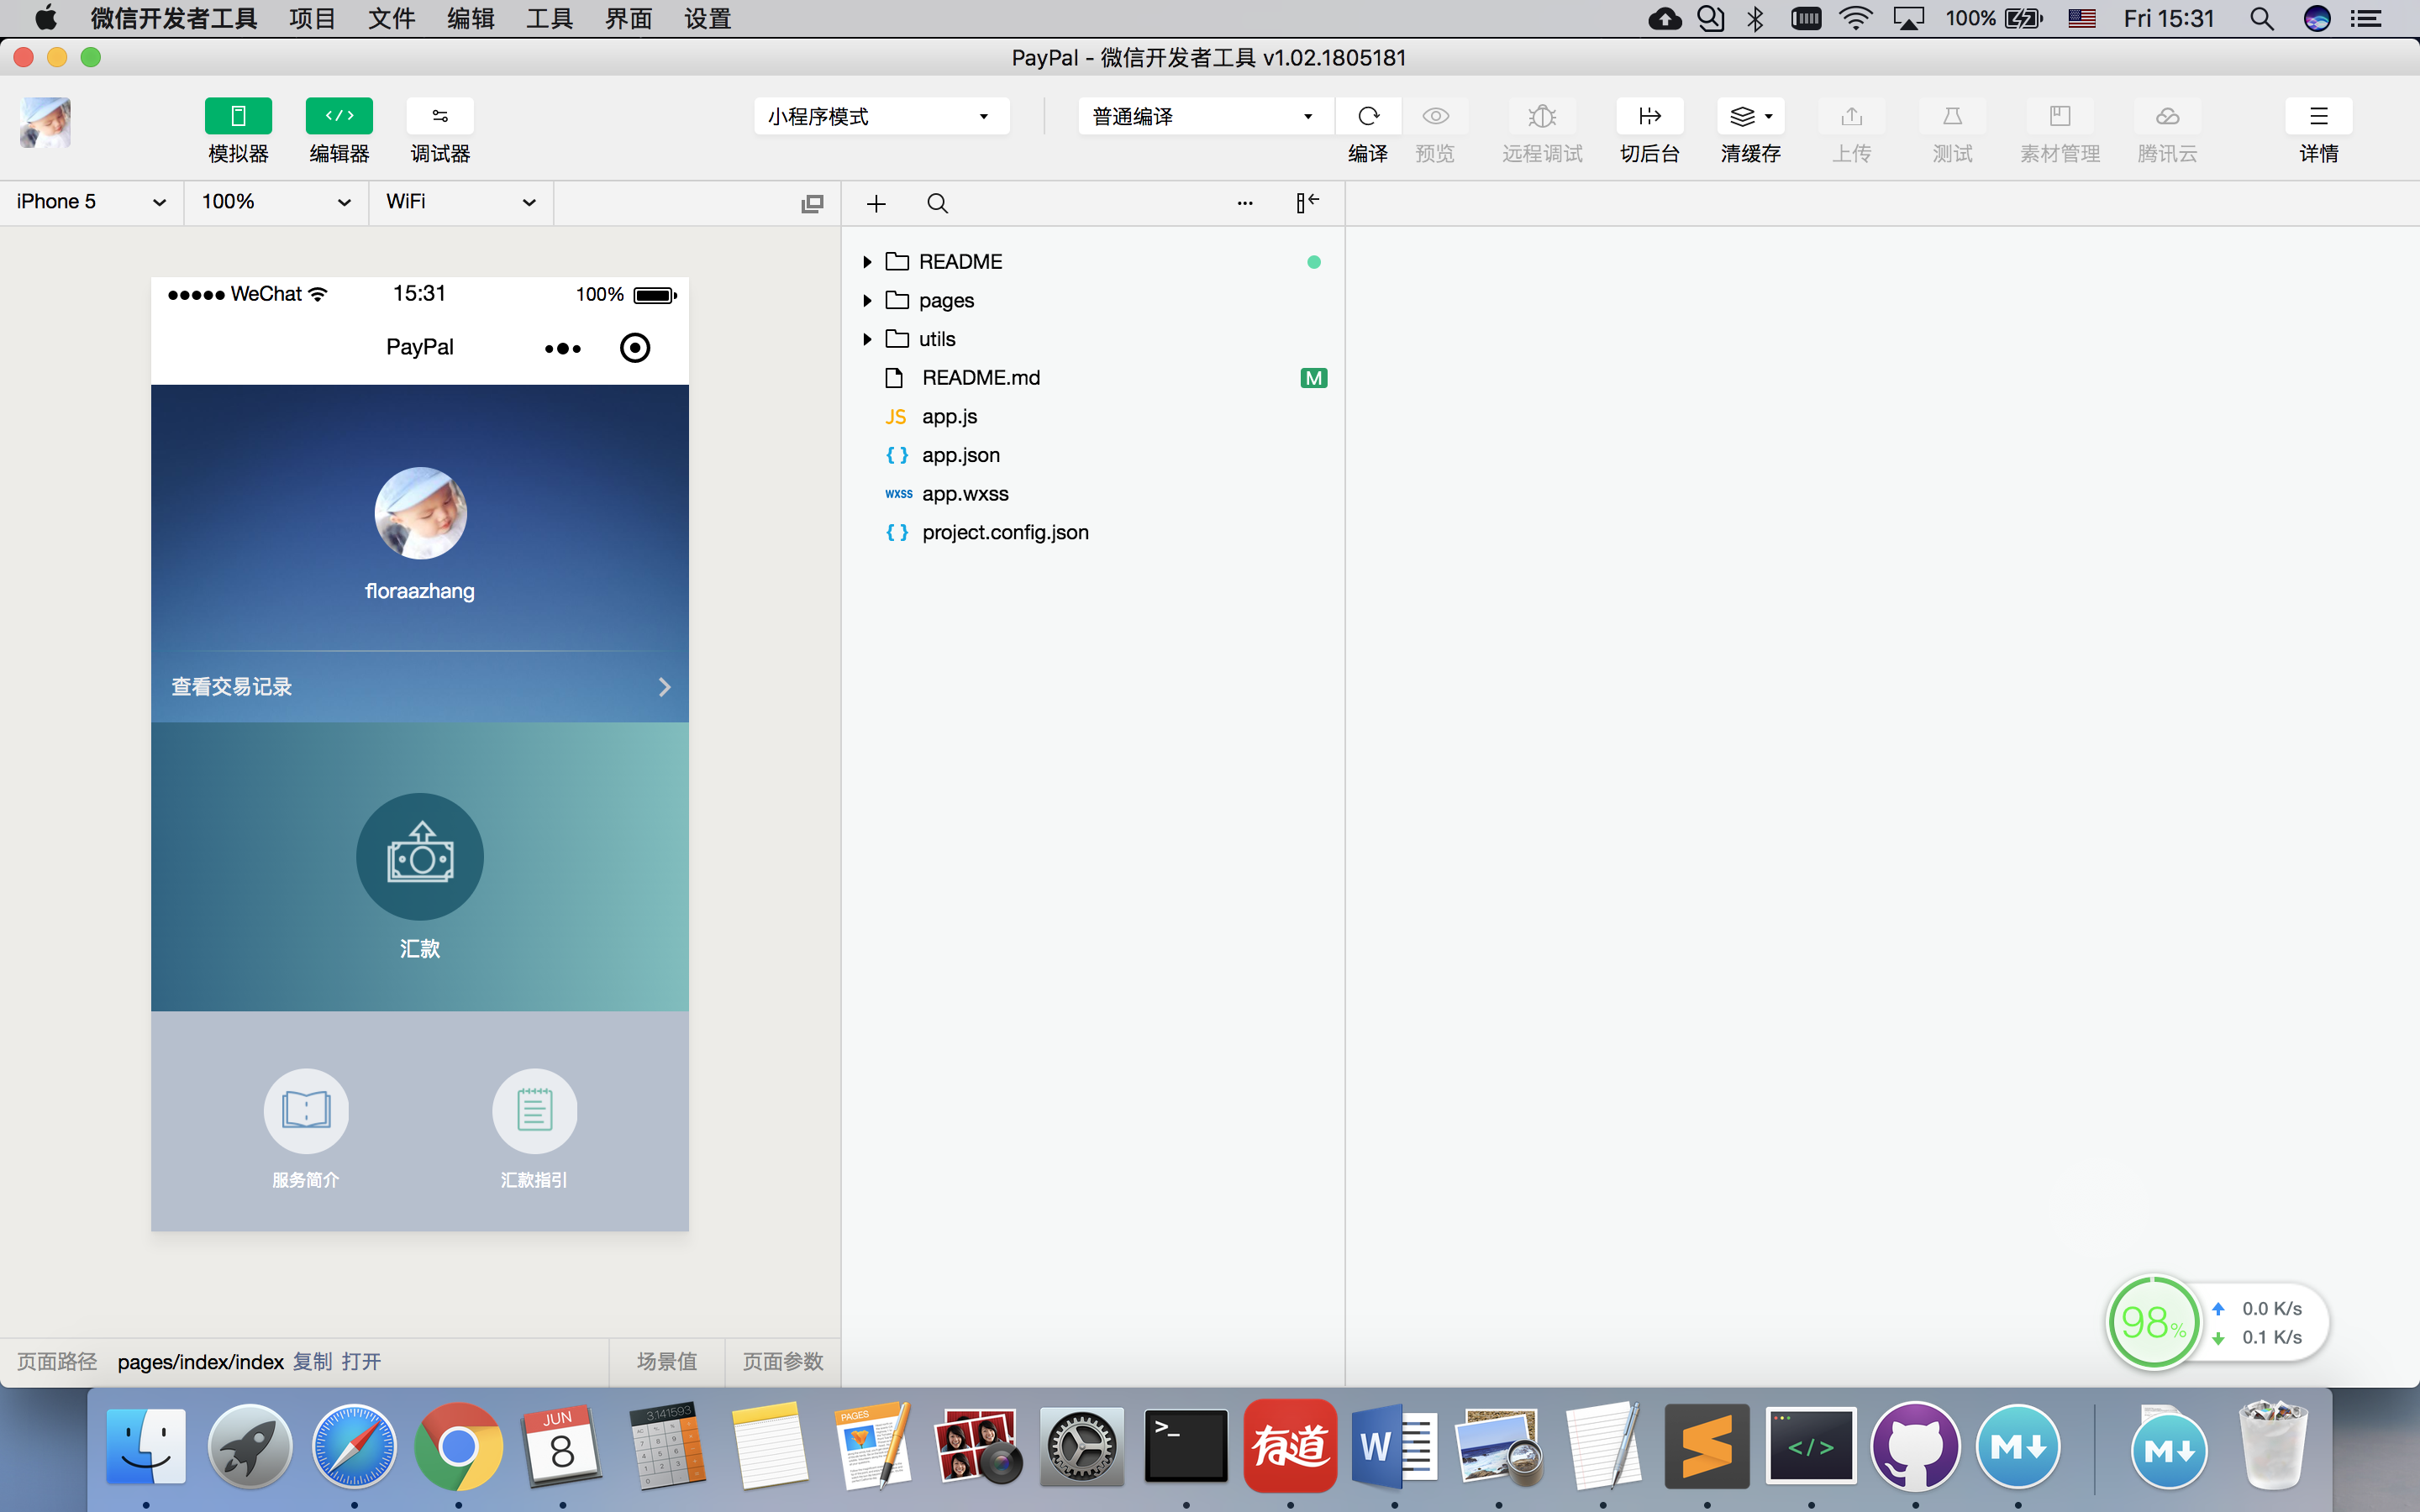 微信开发者工具 项目 文件 编辑 工具 界面 设置 100% Fri 15:31
PayPal - 微信开发者工具 v1.02.1805181
小程序模式 普通编译
模拟器 编辑器 调试器 编译 预览 远程调试 切后台 清缓存 上传 测试 素材管理 腾讯云 详情
iPhone 5 100% WiFi
WeChat 15:31 100%
PayPal
floraazhang
查看交易记录
汇款
服务简介 汇款指引
README
pages
utils
README.md M
JS app.js
{ } app.json
wxss app.wxss
{ } project.config.json
98%
0.0 K/s
0.1 K/s
页面路径 pages/index/index 复制 打开 场景值 页面参数
JUN
8
3.141593
PAGES
>_
有道
W
</>
M
M